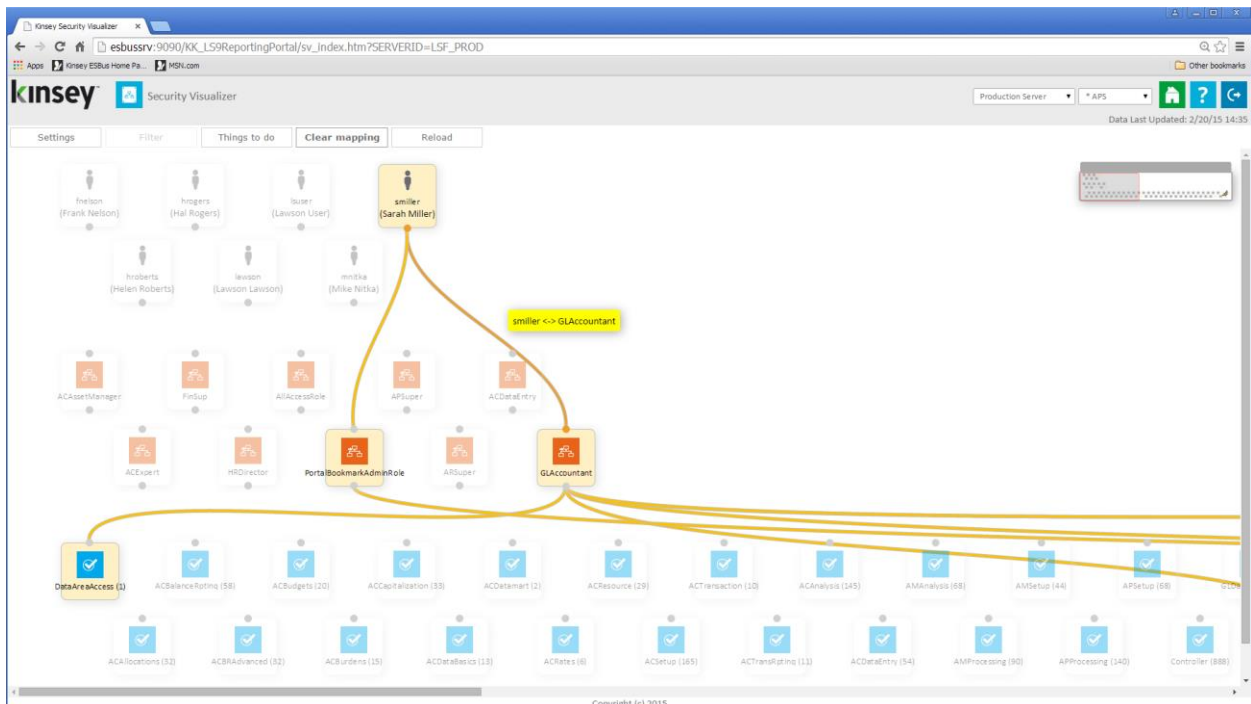 Kinsey Security Visualizer
esbussrv:9090/KK_LS9ReportingPortal/sv_index.htm?SERVERID=LSF_PROD
Apps Kinsey ESBus Home Pa... MSN.com Other bookmarks
kinsey Security Visualizer Production Server * APS ?
Data Last Updated: 2/20/15 14:35
Settings Filter Things to do Clear mapping Reload
fnelson hrogers lsuser smiller
(Frank Nelson) (Hal Rogers) (Lawson User) (Sarah Miller)
hroberts lawson mnitka
(Helen Roberts) (Lawson Lawson) (Mike Nitka)
smiller <-> GLAccountant
ACAssetManager FinSup AllAccessRole APSuper ACDataEntry
ACExpert HRDirector PortalBookmarkAdminRole ARSuper GLAccountant
DataAreaAccess (1) ACBalanceRpting (58) ACBudgets (20) ACCapitalization (33) ACDatamart (2) ACResource (29) ACTransaction (10) ACAnalysis (145) AMAnalysis (68) AMSetup (44) APSetup (68)
ACAllocations (32) ACBRAdvanced (82) ACBurdens (15) ACDataBasics (13) ACRates (6) ACSetup (165) ACTransRpting (11) ACDataEntry (54) AMProcessing (90) APProcessing (140) Controller (888)
Copyright (c) 2015